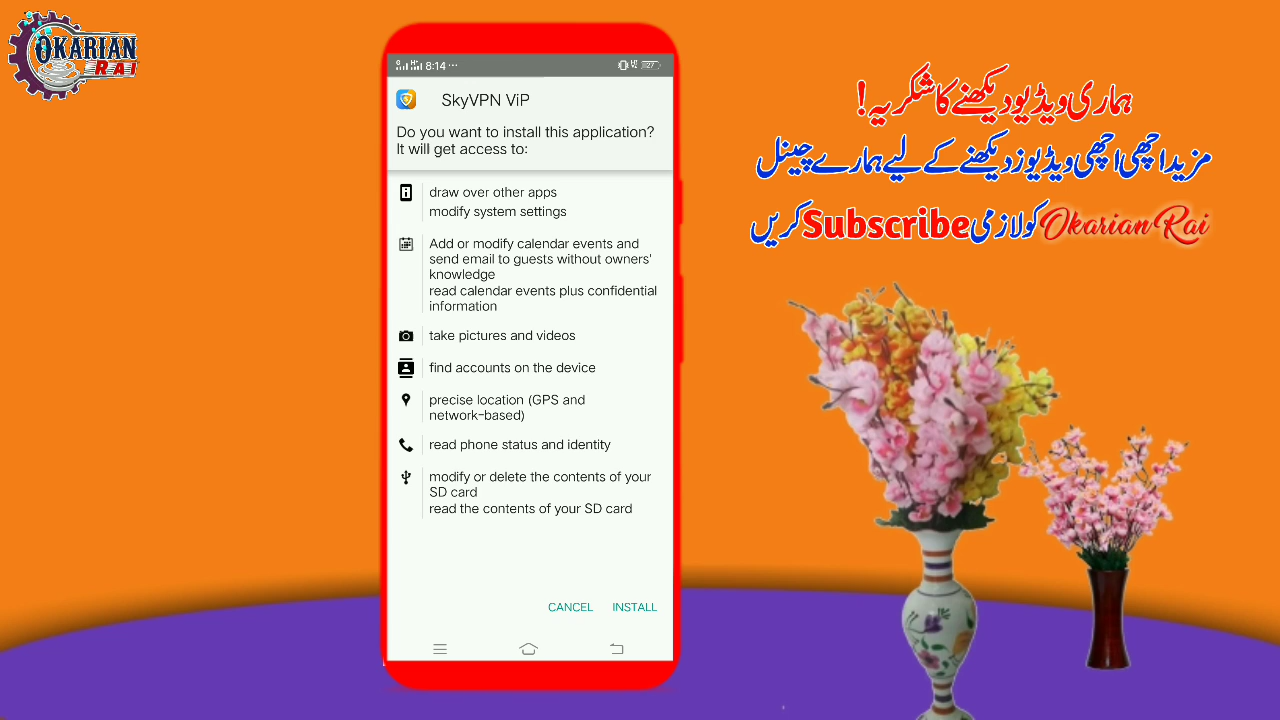 OKARIAN
RAI
8:14 ···
27
SkyVPN ViP
Do you want to install this application?
It will get access to:
draw over other apps
modify system settings
Add or modify calendar events and
send email to guests without owners'
knowledge
read calendar events plus confidential
information
take pictures and videos
find accounts on the device
precise location (GPS and
network-based)
read phone status and identity
modify or delete the contents of your
SD card
read the contents of your SD card
CANCEL INSTALL
ہماری ویڈیو دیکھنے کا شکریہ!
مزید اچھی اچھی ویڈیوز دیکھنے کے لیے ہمارے چینل
Okarian Rai کو لازمی Subscribe کریں